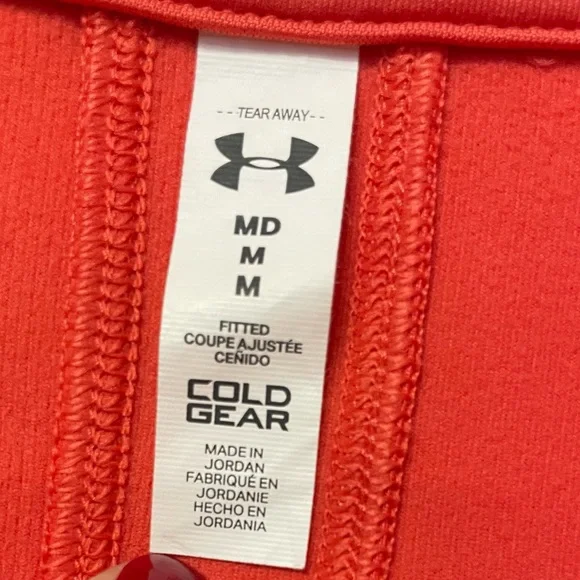 -- TEAR AWAY --
MD
M
M
FITTED
COUPE AJUSTÉE
CEÑIDO
COLD
GEAR
MADE IN
JORDAN
FABRIQUÉ EN
JORDANIE
HECHO EN
JORDANIA